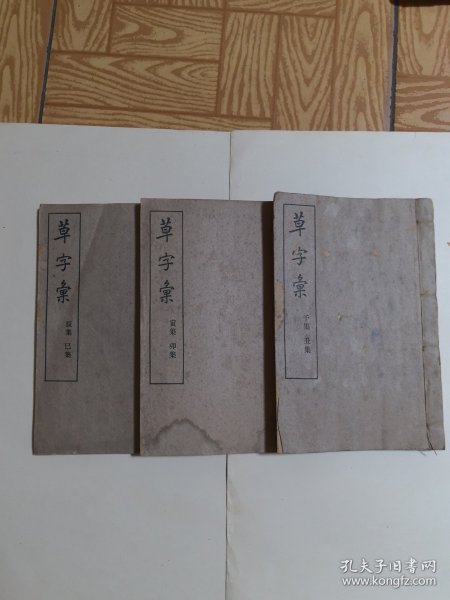 草字彙
辰集 巳集
草字彙
寅集 卯集
草字彙
子集 丑集
孔夫子旧书网
www.kongfz.com